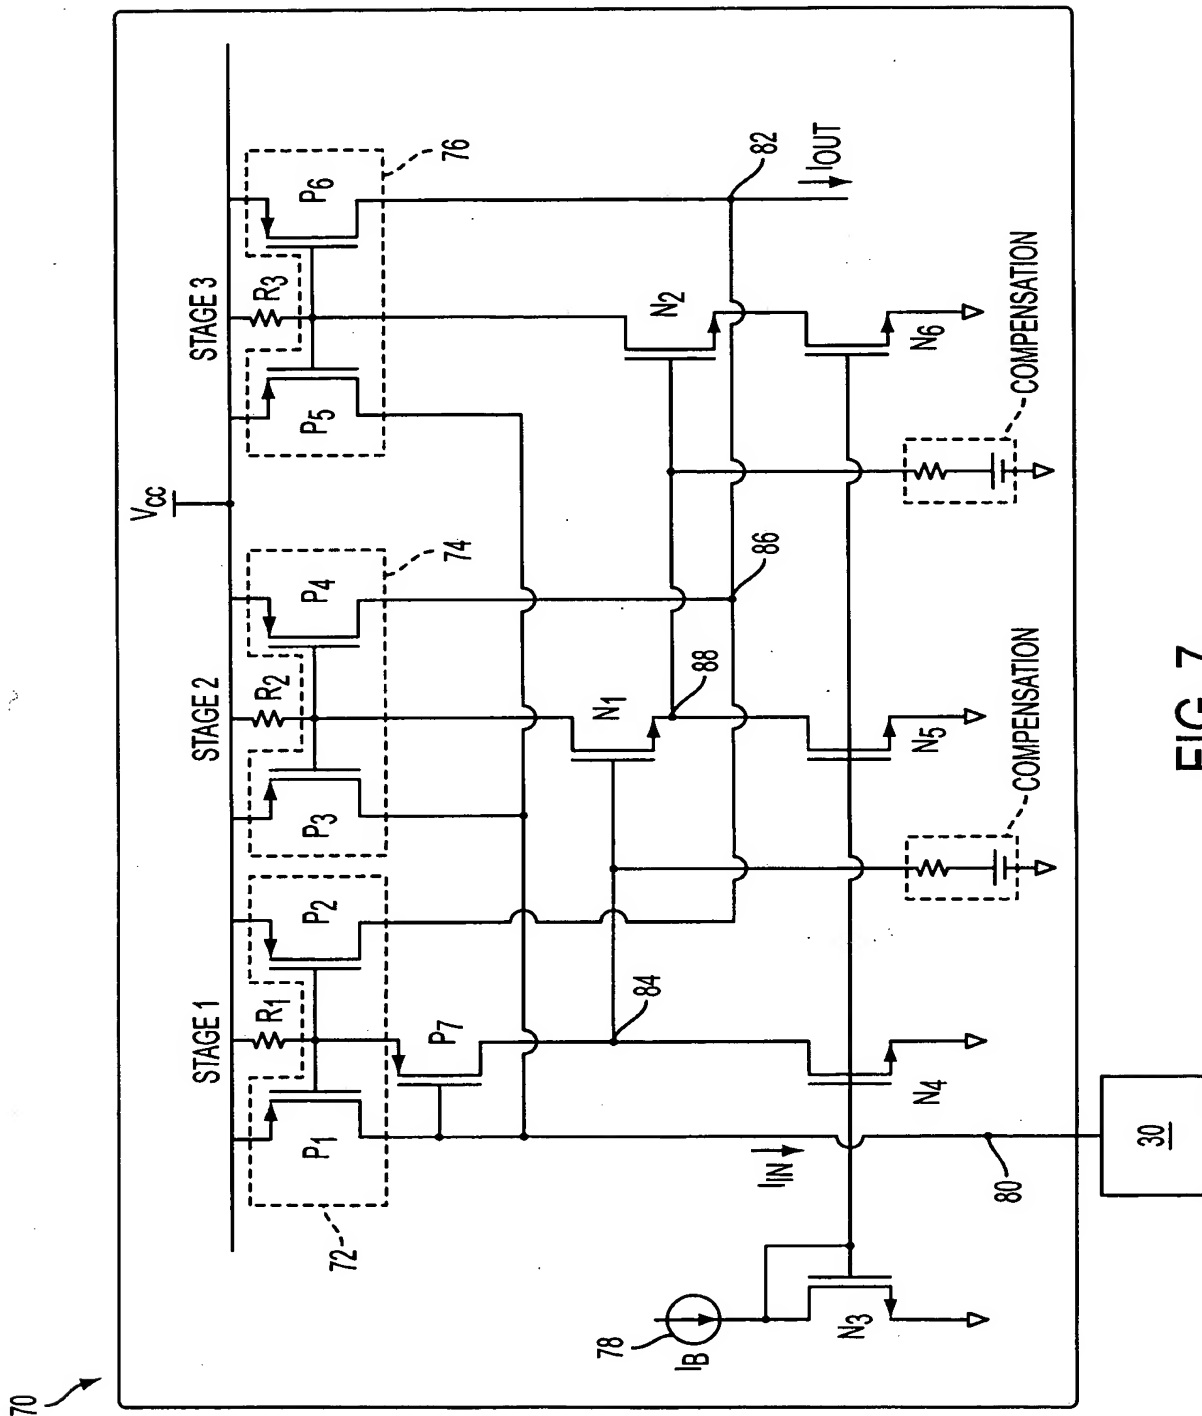 70
VCC
STAGE 1
STAGE 2
STAGE 3
R1
R2
R3
P1
P2
P3
P4
P5
P6
72
74
76
P7
N1
N2
78
IB
IIN
84
88
86
82
IOUT
N3
N4
N5
N6
80
COMPENSATION
COMPENSATION
30
FIG. 7